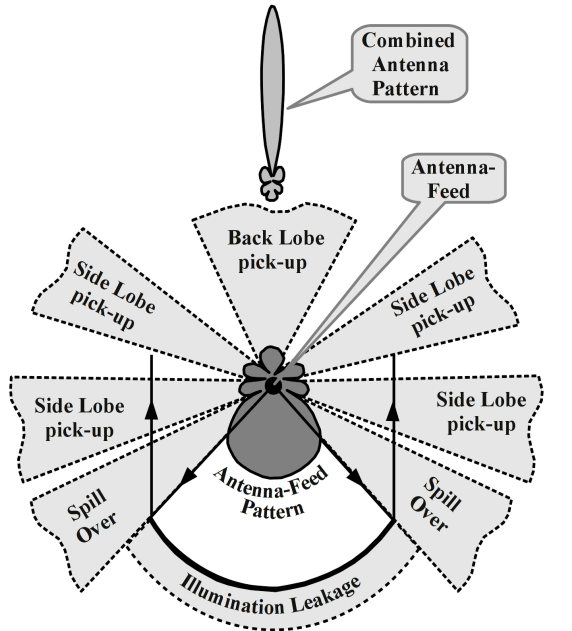 Combined
Antenna
Pattern
Antenna-
Feed
Back Lobe
pick-up
Side Lobe
pick-up
Side Lobe
pick-up
Side Lobe
pick-up
Side Lobe
pick-up
Antenna-Feed
Pattern
Spill
Over
Spill
Over
Illumination Leakage